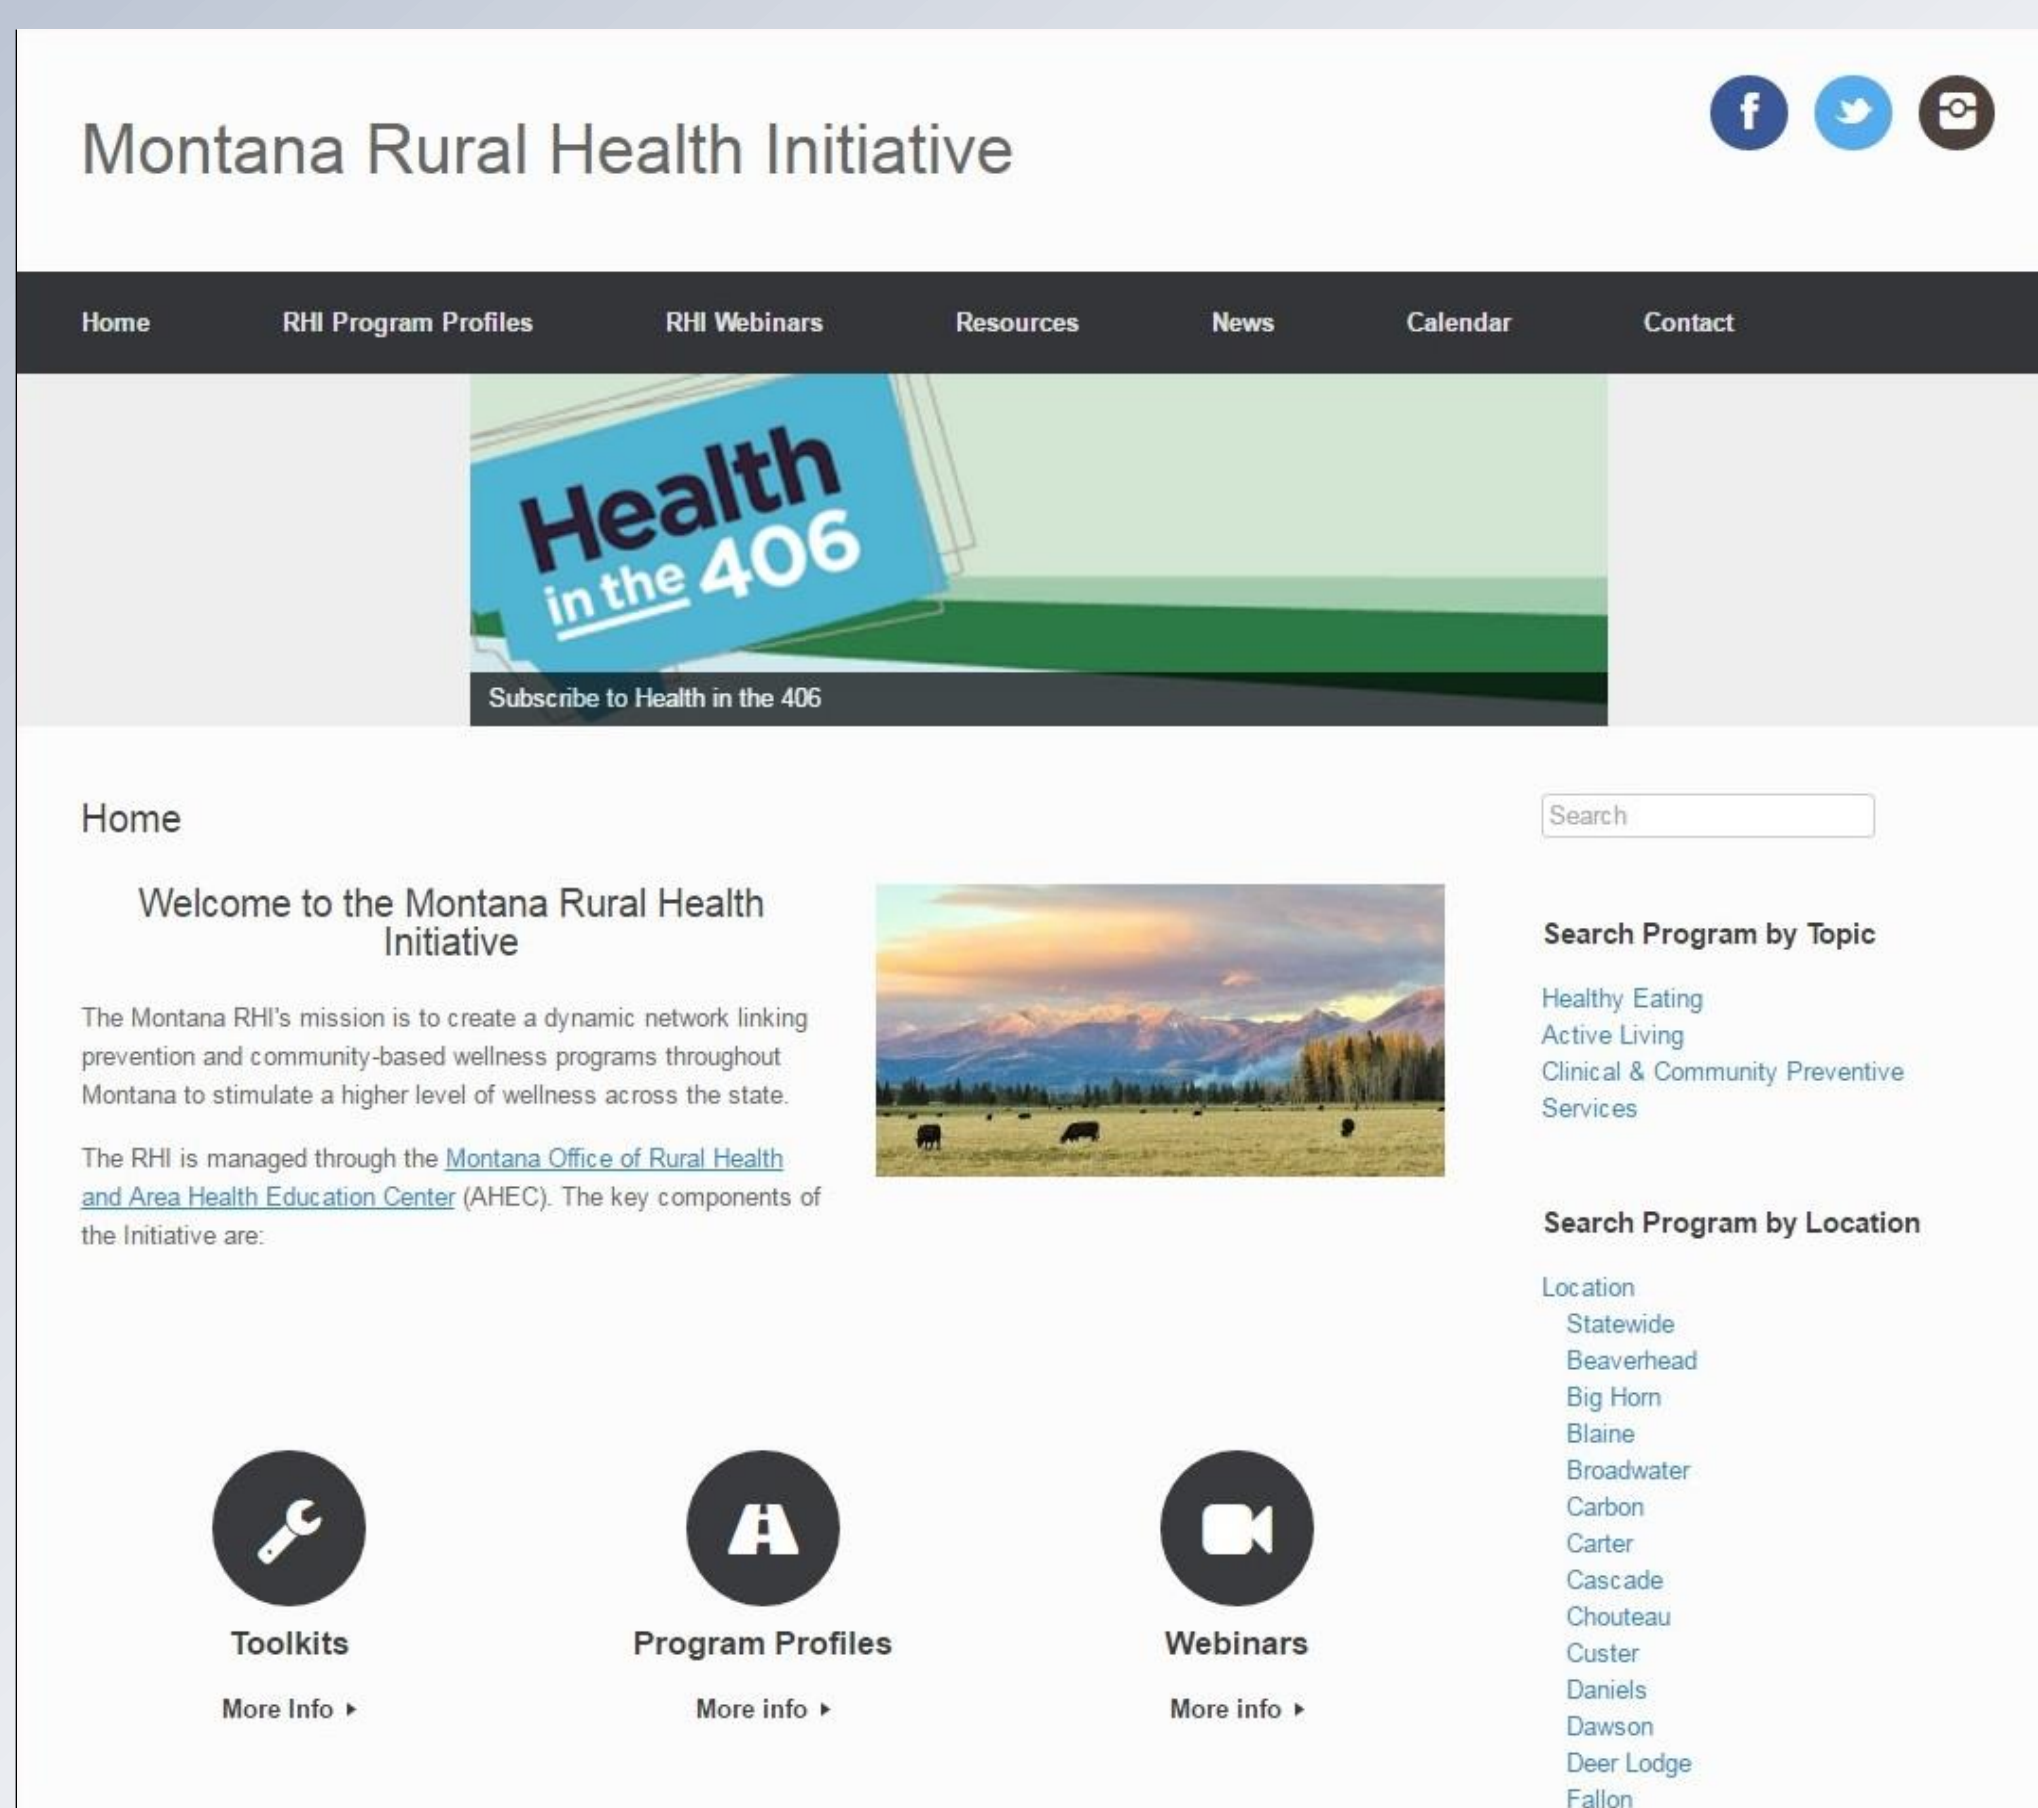 Montana Rural Health Initiative
Home RHI Program Profiles RHI Webinars Resources News Calendar Contact
Health
in the 406
Subscribe to Health in the 406
Home
Welcome to the Montana Rural Health
Initiative
The Montana RHI's mission is to create a dynamic network linking
prevention and community-based wellness programs throughout
Montana to stimulate a higher level of wellness across the state.
The RHI is managed through the Montana Office of Rural Health
and Area Health Education Center (AHEC). The key components of
the Initiative are:
Toolkits
More Info
Program Profiles
More info
Webinars
More info
Search
Search Program by Topic
Healthy Eating
Active Living
Clinical & Community Preventive
Services
Search Program by Location
Location
Statewide
Beaverhead
Big Horn
Blaine
Broadwater
Carbon
Carter
Cascade
Chouteau
Custer
Daniels
Dawson
Deer Lodge
Fallon